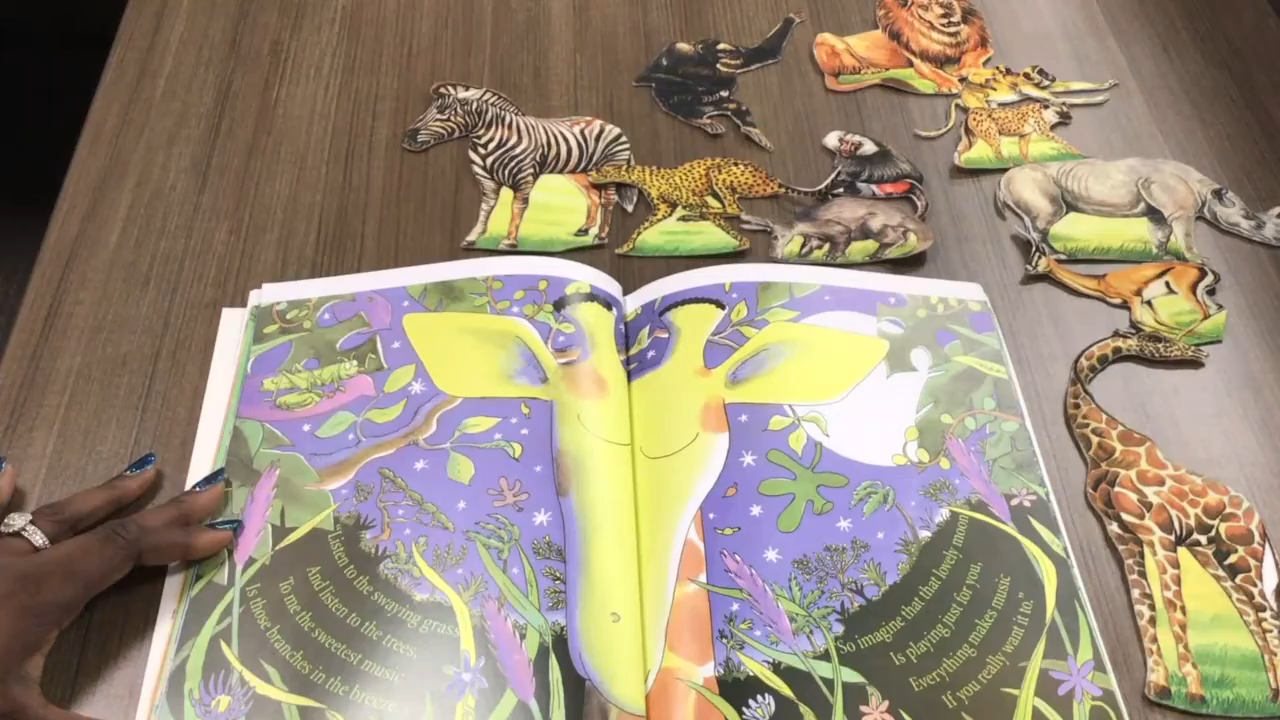 Listen to the swaying grass
And listen to the trees,
To me the sweetest music
Is those branches in the breeze.
So imagine that that lovely moon
Is playing just for you,
Everything makes music
If you really want it to."